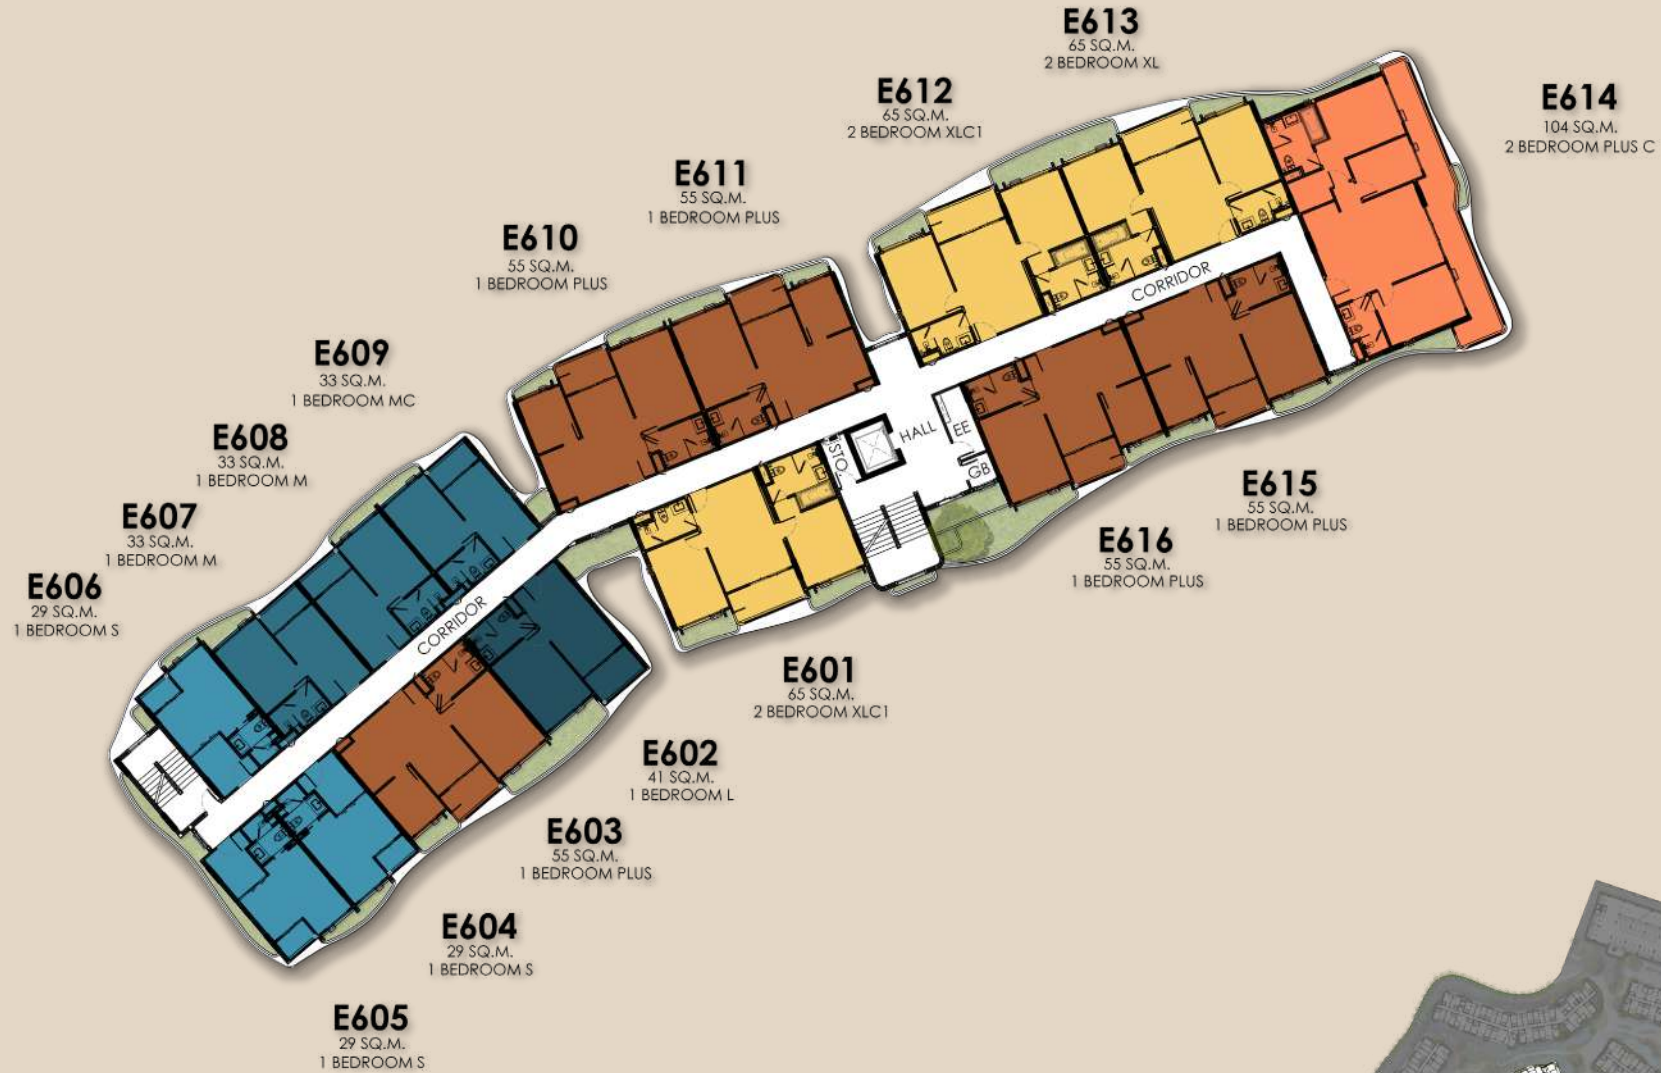 E613
65 SQ.M.
2 BEDROOM XL
E612
65 SQ.M.
2 BEDROOM XLC1
E614
104 SQ.M.
2 BEDROOM PLUS C
E611
55 SQ.M.
1 BEDROOM PLUS
E610
55 SQ.M.
1 BEDROOM PLUS
E609
33 SQ.M.
1 BEDROOM MC
E608
33 SQ.M.
1 BEDROOM M
E607
33 SQ.M.
1 BEDROOM M
E606
29 SQ.M.
1 BEDROOM S
CORRIDOR
HALL
EE
STO.
GB
CORRIDOR
E615
55 SQ.M.
1 BEDROOM PLUS
E616
55 SQ.M.
1 BEDROOM PLUS
E601
65 SQ.M.
2 BEDROOM XLC1
E602
41 SQ.M.
1 BEDROOM L
E603
55 SQ.M.
1 BEDROOM PLUS
E604
29 SQ.M.
1 BEDROOM S
E605
29 SQ.M.
1 BEDROOM S